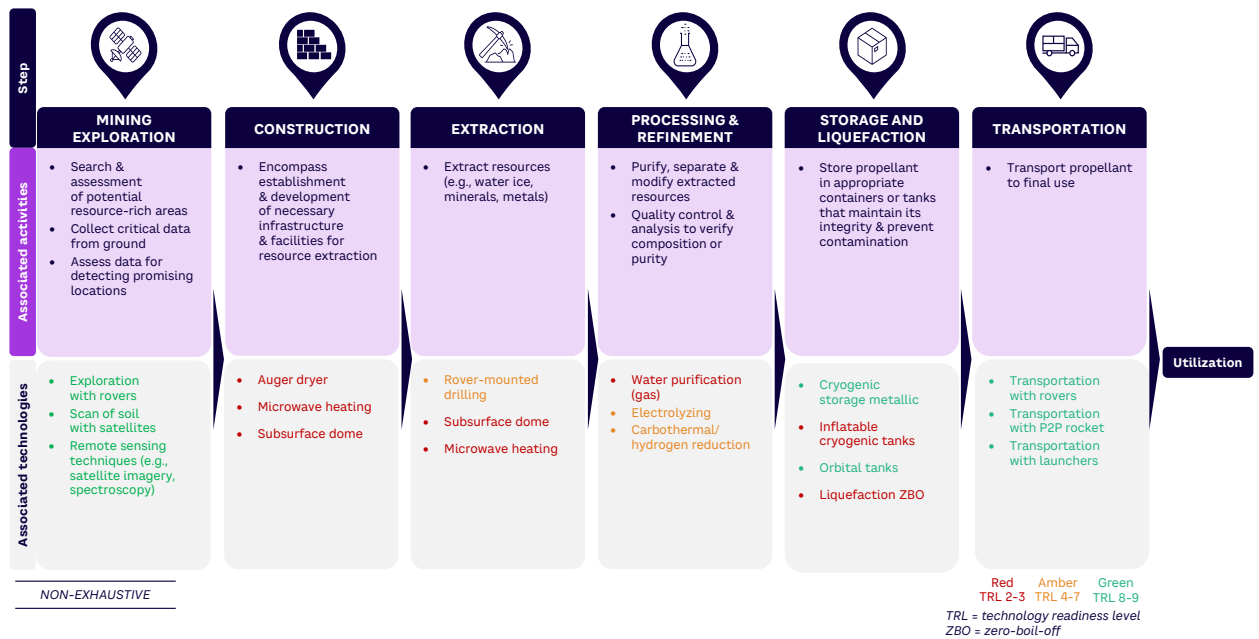 Step
MINING
EXPLORATION
CONSTRUCTION
EXTRACTION
PROCESSING &
REFINEMENT
STORAGE AND
LIQUEFACTION
TRANSPORTATION
Associated activities
• Search &
assessment
of potential
resource-rich areas
• Collect critical data
from ground
• Assess data for
detecting promising
locations
• Encompass
establishment
& development
of necessary
infrastructure
& facilities for
resource extraction
• Extract resources
(e.g., water ice,
minerals, metals)
• Purify, separate &
modify extracted
resources
• Quality control &
analysis to verify
composition or
purity
• Store propellant
in appropriate
containers or tanks
that maintain its
integrity & prevent
contamination
• Transport propellant
to final use
Utilization
Associated technologies
• Exploration
with rovers
• Scan of soil
with satellites
• Remote sensing
techniques (e.g.,
satellite imagery,
spectroscopy)
• Auger dryer
• Microwave heating
• Subsurface dome
• Rover-mounted
drilling
• Subsurface dome
• Microwave heating
• Water purification
(gas)
• Electrolyzing
• Carbothermal/
hydrogen reduction
• Cryogenic
storage metallic
• Inflatable
cryogenic tanks
• Orbital tanks
• Liquefaction ZBO
• Transportation
with rovers
• Transportation
with P2P rocket
• Transportation
with launchers
NON-EXHAUSTIVE
Red
TRL 2-3
Amber
TRL 4-7
Green
TRL 8-9
TRL = technology readiness level
ZBO = zero-boil-off